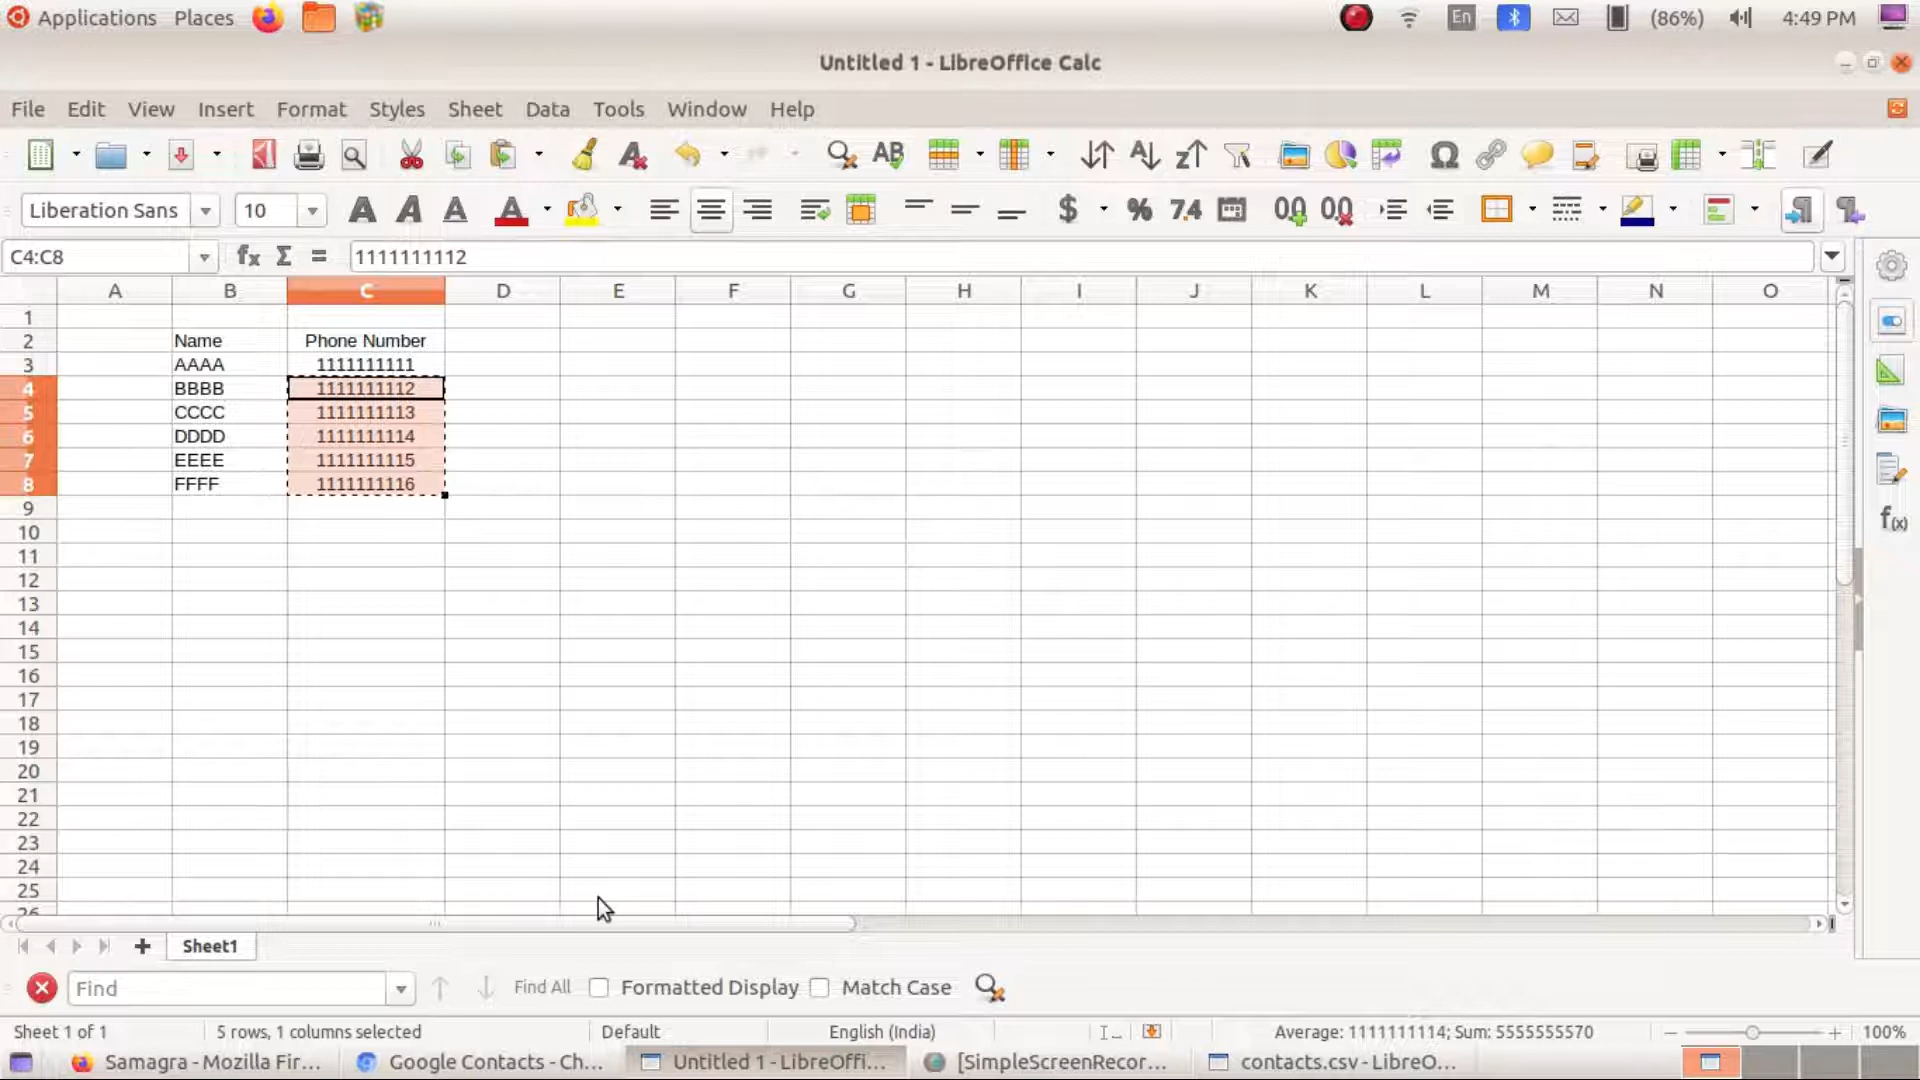 Applications Places En (86%) 4:49 PM
Untitled 1 - LibreOffice Calc
File Edit View Insert Format Styles Sheet Data Tools Window Help
Liberation Sans 10
C4:C8 1111111112
A B C D E F G H I J K L M N O
1
2 Name Phone Number
3 AAAA 1111111111
4 BBBB 1111111112
5 CCCC 1111111113
6 DDDD 1111111114
7 EEEE 1111111115
8 FFFF 1111111116
9
10
11
12
13
14
15
16
17
18
19
20
21
22
23
24
25
26
Sheet1
Find Find All Formatted Display Match Case
Sheet 1 of 1 5 rows, 1 columns selected Default English (India) Average: 1111111114; Sum: 5555555570 100%
Samagra - Mozilla Fir... Google Contacts - Ch... Untitled 1 - LibreOffi... [SimpleScreenRecor... contacts.csv - LibreO...